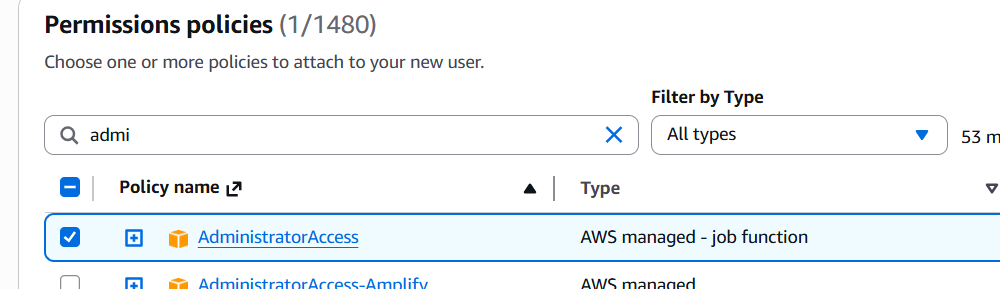 Permissions policies (1/1480)
Choose one or more policies to attach to your new user.
Filter by Type
admi
All types
53 m
Policy name
Type
AdministratorAccess
AWS managed - job function
AdministratorAccess-Amplify
AWS managed